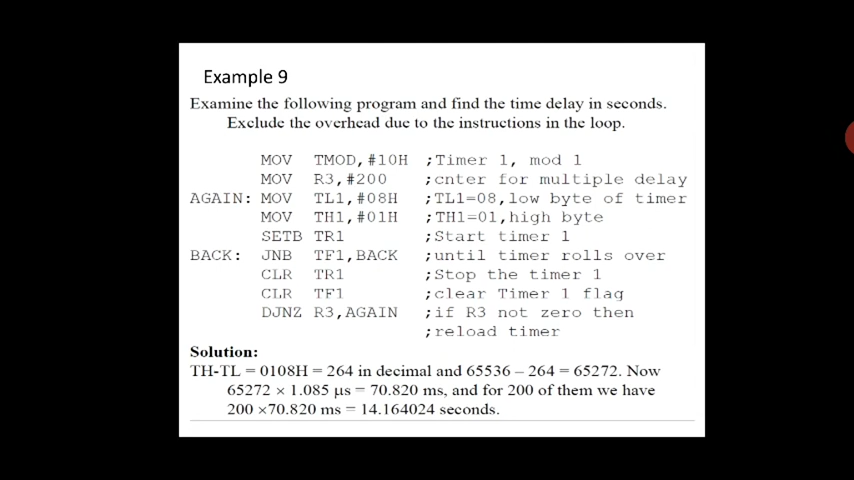 Example 9
Examine the following program and find the time delay in seconds.
Exclude the overhead due to the instructions in the loop.
MOV TMOD,#10H ;Timer 1, mod 1
MOV R3,#200 ;cnter for multiple delay
AGAIN: MOV TL1,#08H ;TL1=08,low byte of timer
MOV TH1,#01H ;TH1=01,high byte
SETB TR1 ;Start timer 1
BACK: JNB TF1,BACK ;until timer rolls over
CLR TR1 ;Stop the timer 1
CLR TF1 ;clear Timer 1 flag
DJNZ R3,AGAIN ;if R3 not zero then
;reload timer
Solution:
TH-TL = 0108H = 264 in decimal and 65536 – 264 = 65272. Now
65272 × 1.085 μs = 70.820 ms, and for 200 of them we have
200 ×70.820 ms = 14.164024 seconds.